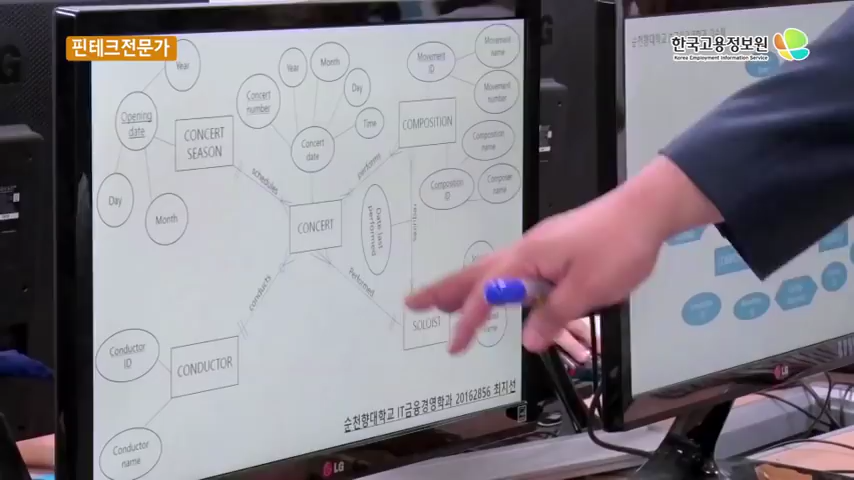 핀테크전문가
한국고용정보원
Korea Employment Information Service
Year
Opening
date
Day
Month
CONCERT
SEASON
Concert
number
Year
Month
Day
Time
Concert
date
Movement
ID
Movement
name
Movement
number
COMPOSITION
Composition
name
Composition
ID
schedules
performs
CONCERT
Date last
performed
requires
conducts
Performed
SOLOIST
name
Conductor
ID
CONDUCTOR
Conductor
name
순천향대학교 IT금융경영학과 20162856 최지선
LG
LG